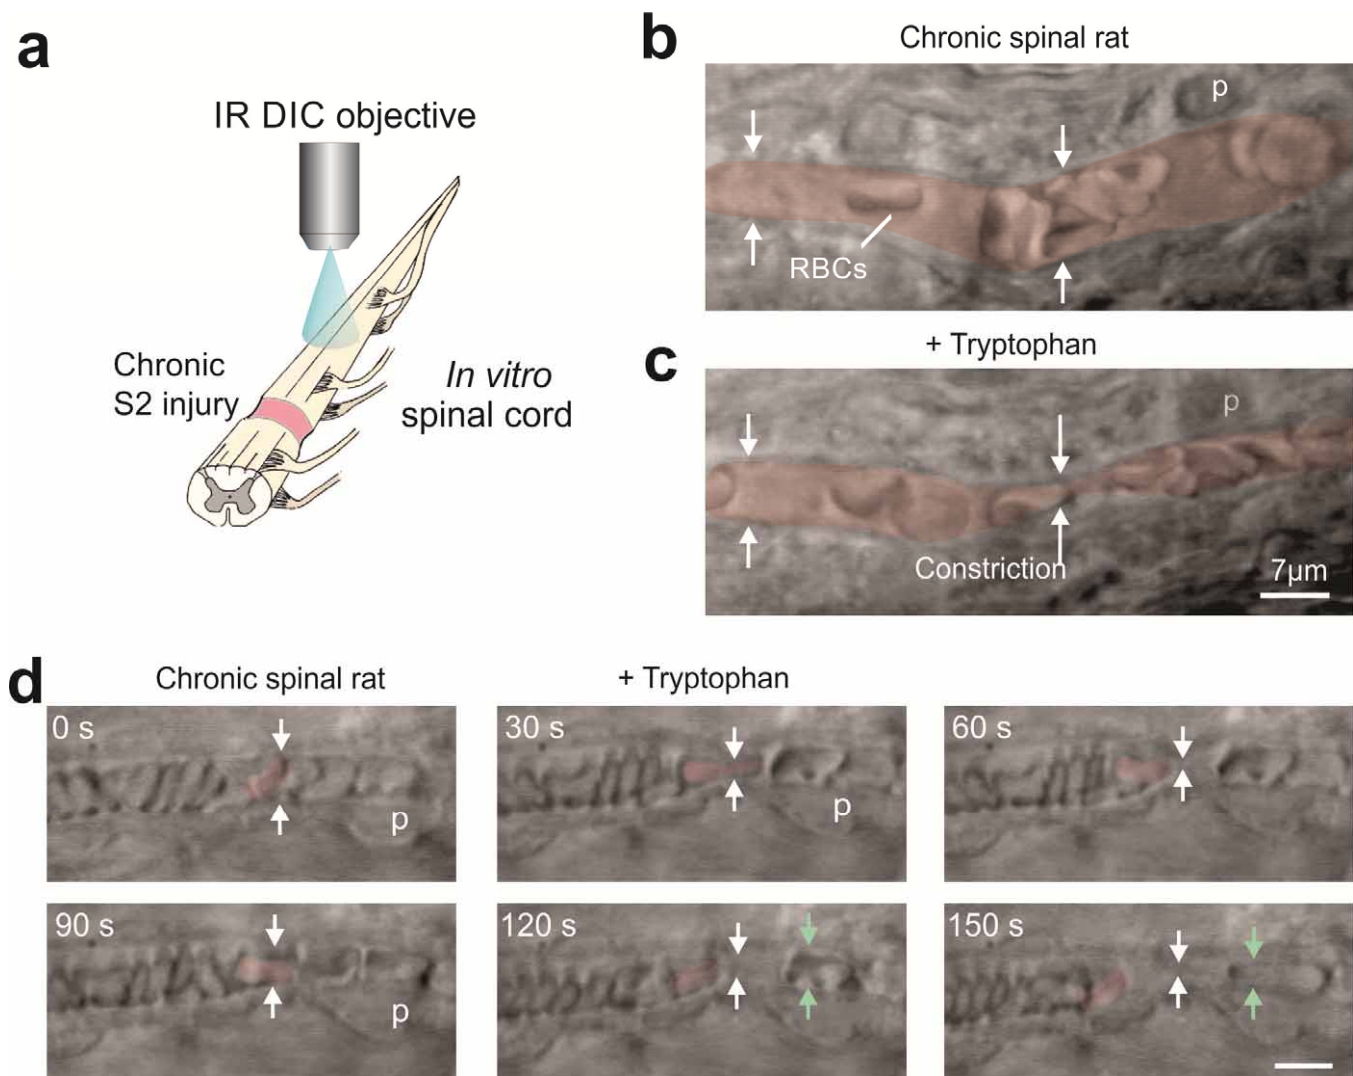 a
IR DIC objective
Chronic
S2 injury
In vitro
spinal cord
b
Chronic spinal rat
p
RBCs
c
+ Tryptophan
p
Constriction
7µm
d
Chronic spinal rat
+ Tryptophan
0 s
p
30 s
p
60 s
90 s
p
120 s
150 s